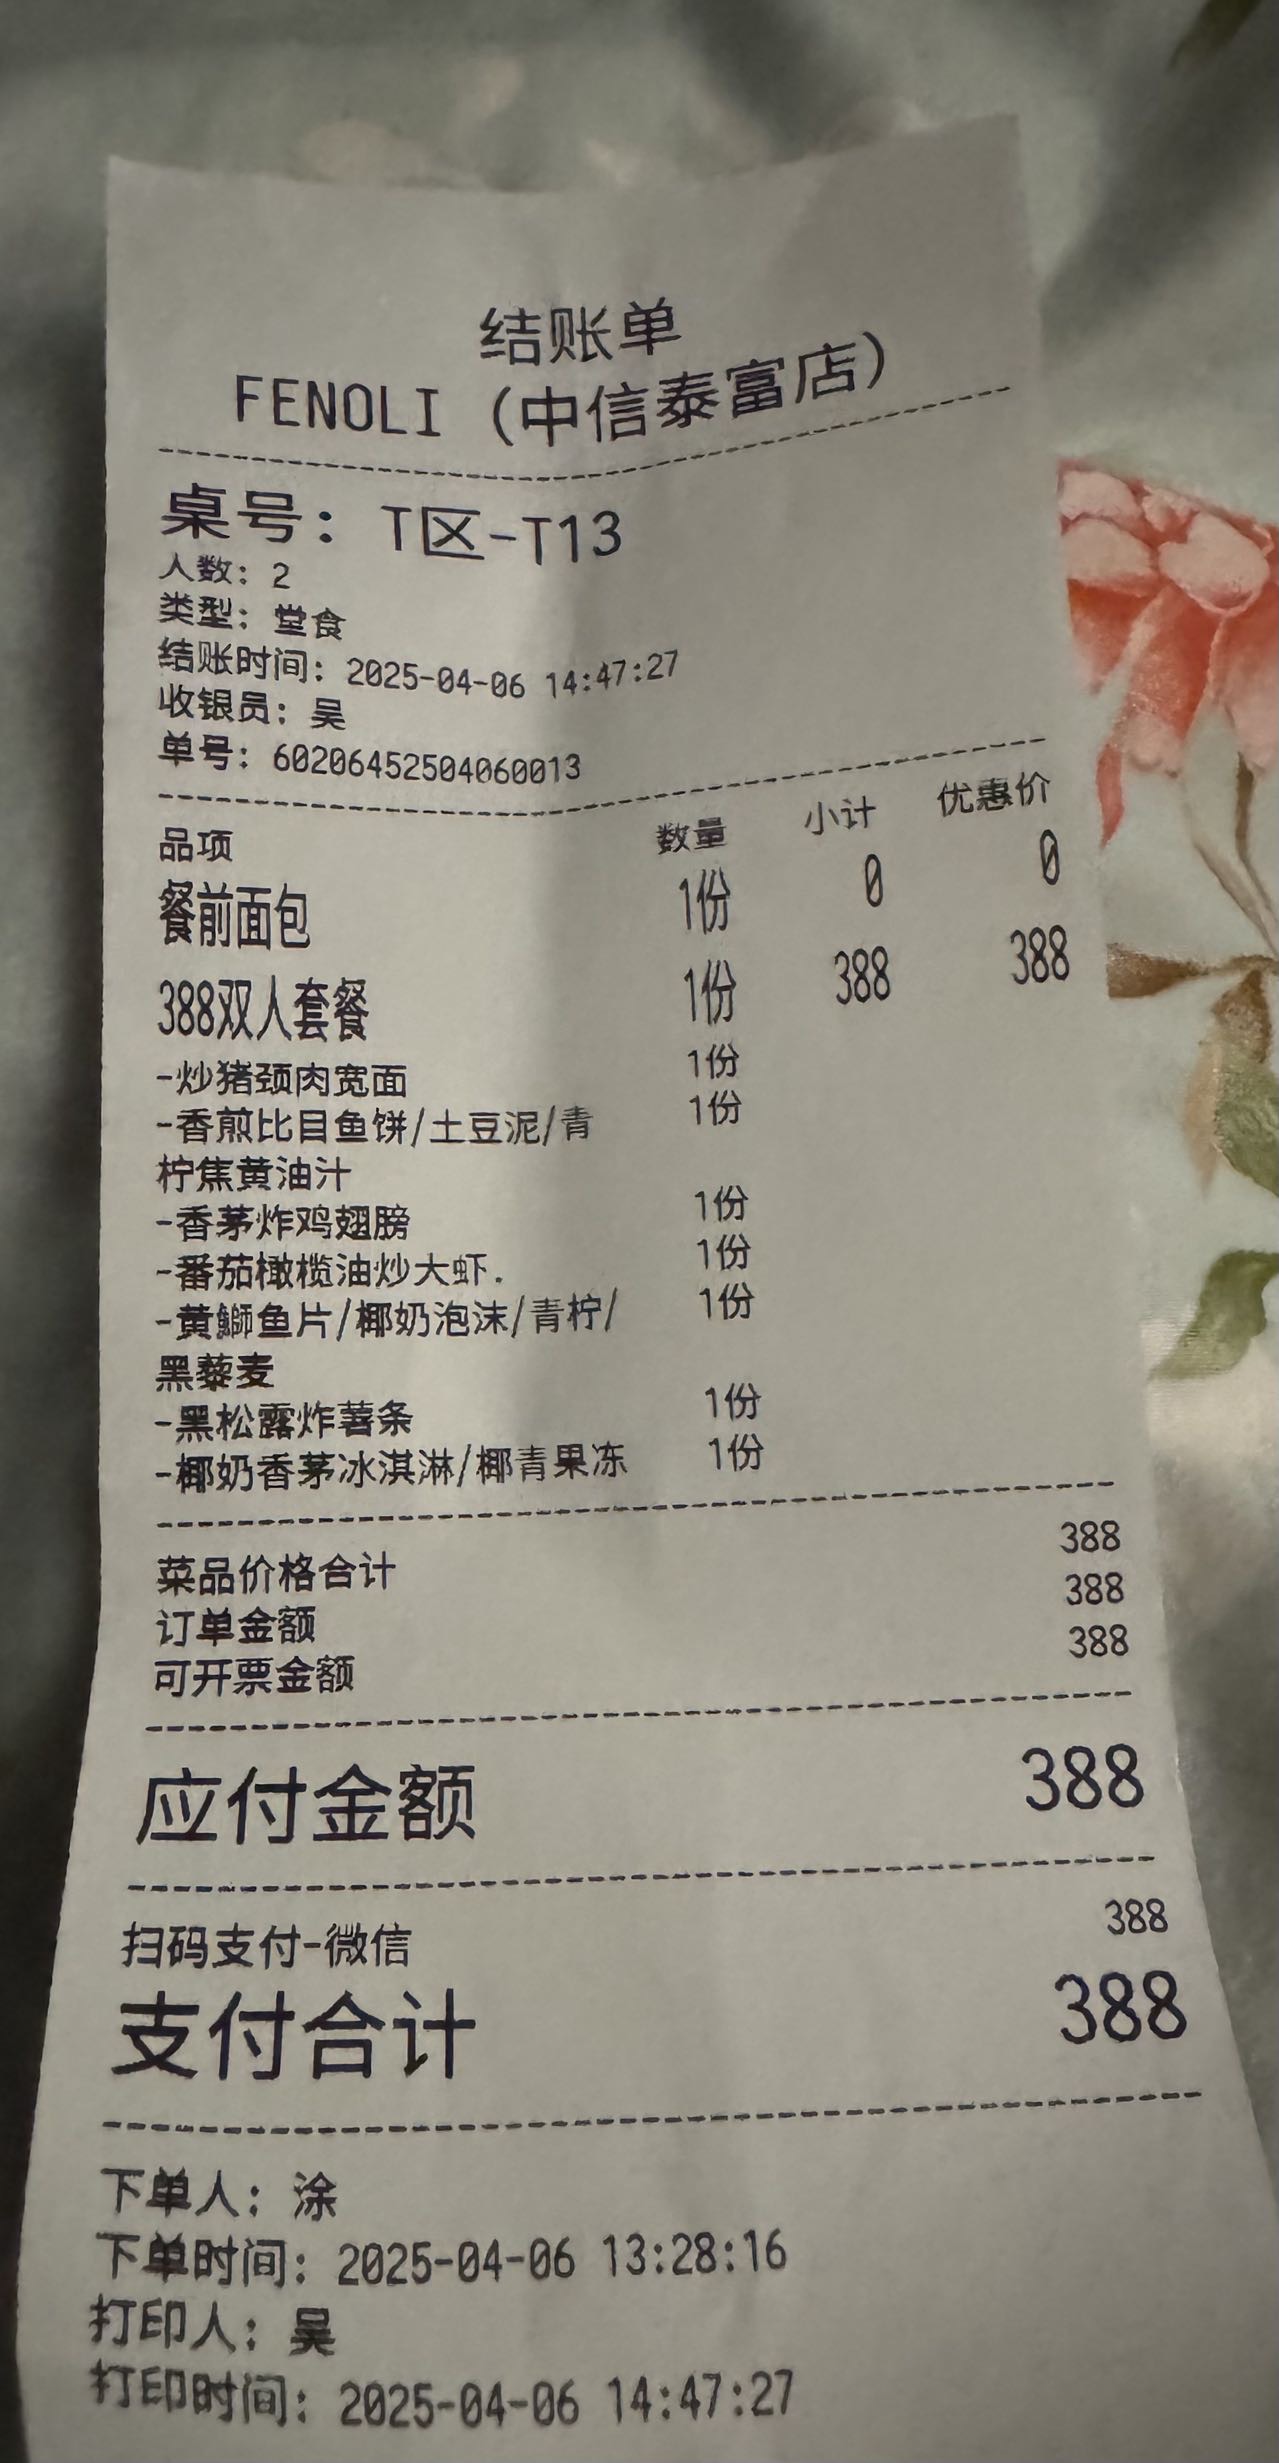 结账单
FENOLI (中信泰富店)
桌号: T区-T13
人数: 2
类型: 堂食
结账时间: 2025-04-06 14:47:27
收银员: 吴
单号: 60206452504060013
品项 数量 小计 优惠价
餐前面包 1份 0 0
388双人套餐 1份 388 388
-炒猪颈肉宽面 1份
-香煎比目鱼饼/土豆泥/青 1份
柠焦黄油汁
-香茅炸鸡翅膀 1份
-番茄橄榄油炒大虾. 1份
-黄鰤鱼片/椰奶泡沫/青柠/ 1份
黑藜麦
-黑松露炸薯条 1份
-椰奶香茅冰淇淋/椰青果冻 1份
菜品价格合计 388
订单金额 388
可开票金额 388
应付金额 388
扫码支付-微信 388
支付合计 388
下单人: 涂
下单时间: 2025-04-06 13:28:16
打印人: 吴
打印时间: 2025-04-06 14:47:27